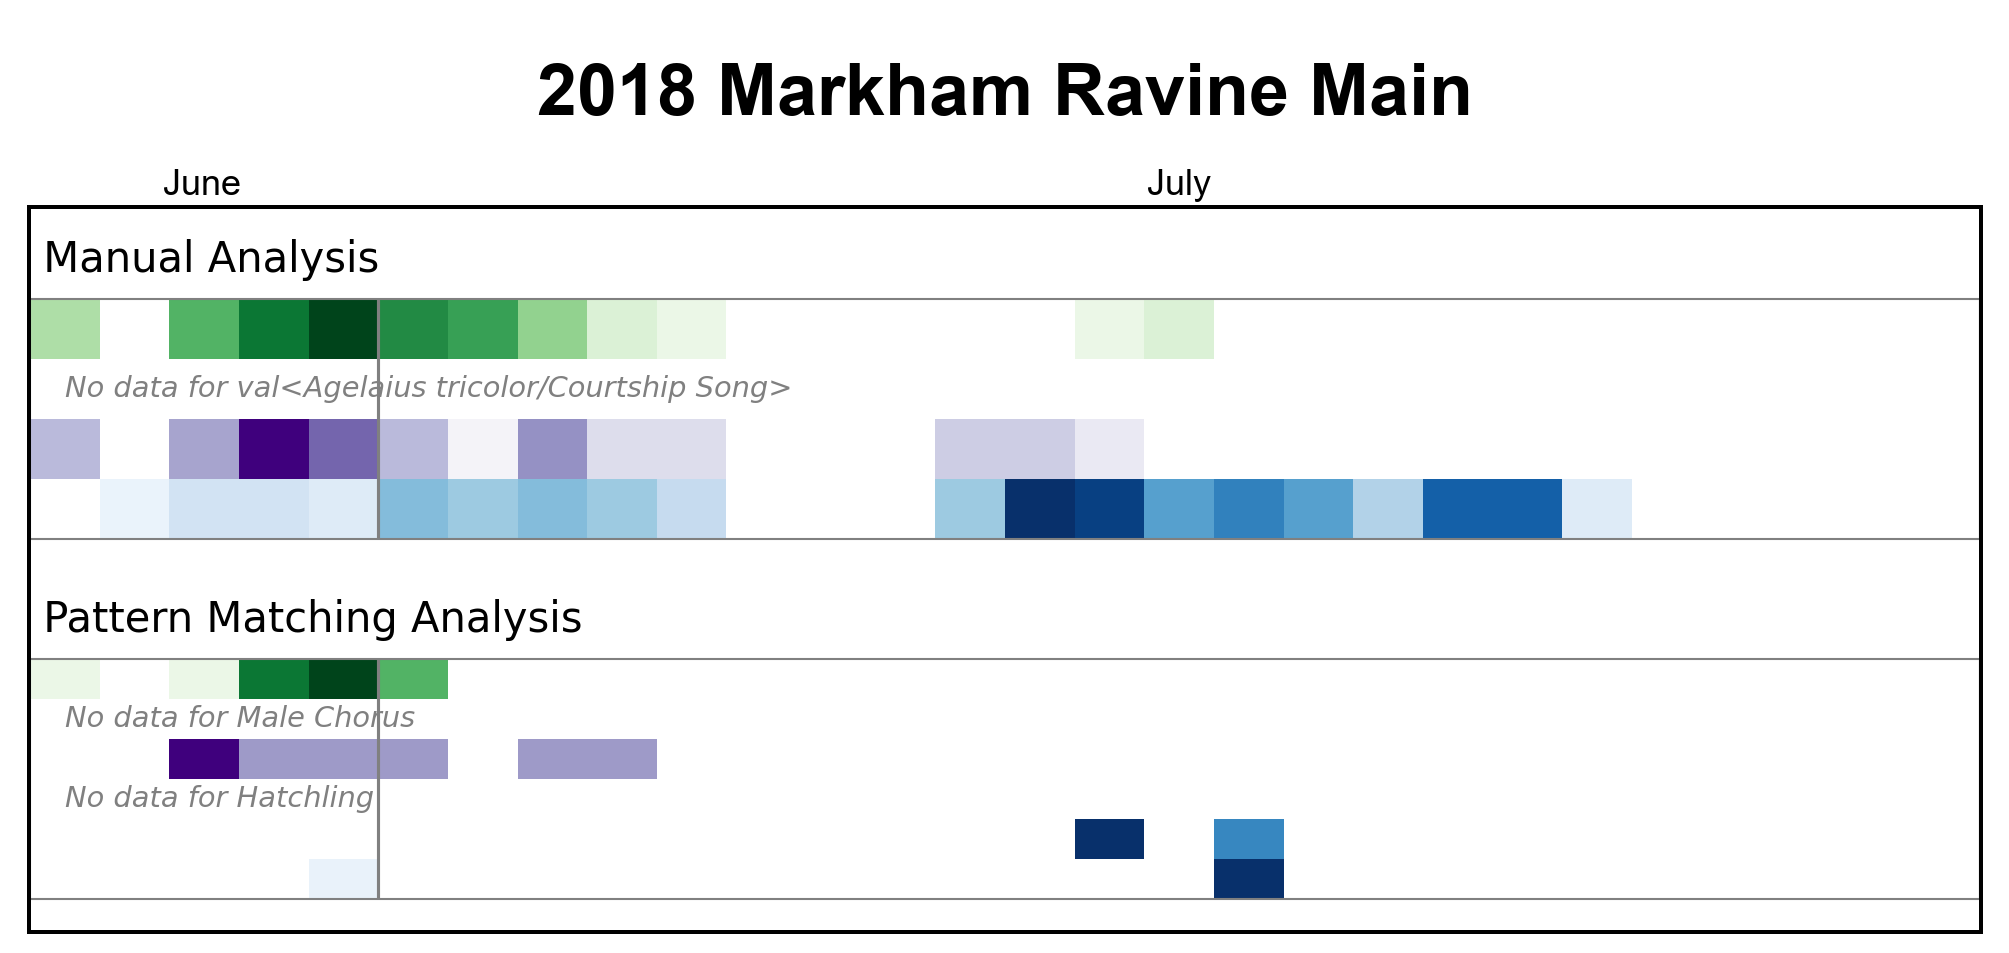 2018 Markham Ravine Main
June July
Manual Analysis
No data for val<Agelaius tricolor/Courtship Song>
Pattern Matching Analysis
No data for Male Chorus
No data for Hatchling